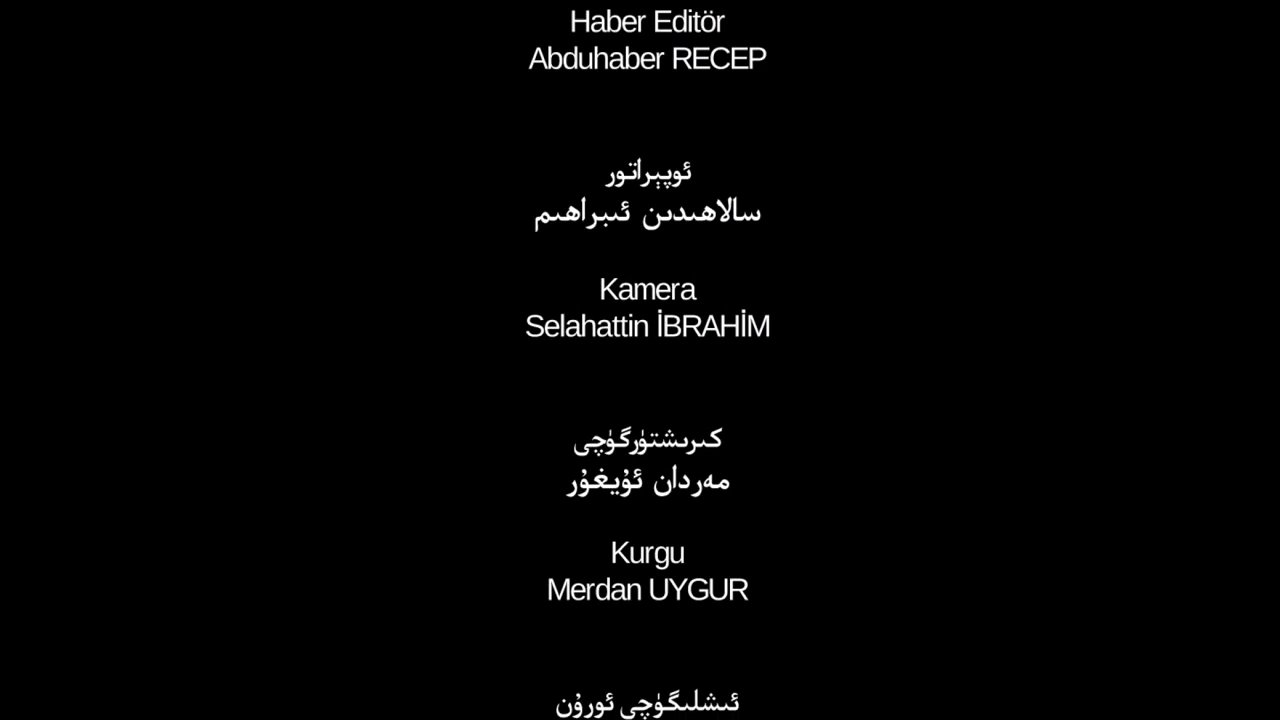 Haber Editör
Abduhaber RECEP
ئوپېراتور
سالاھىدىن ئىبراھىم
Kamera
Selahattin İBRAHİM
كىرىشتۈرگۈچى
مەردان ئۇيغۇر
Kurgu
Merdan UYGUR
ئىشلىگۈچى ئورۇن